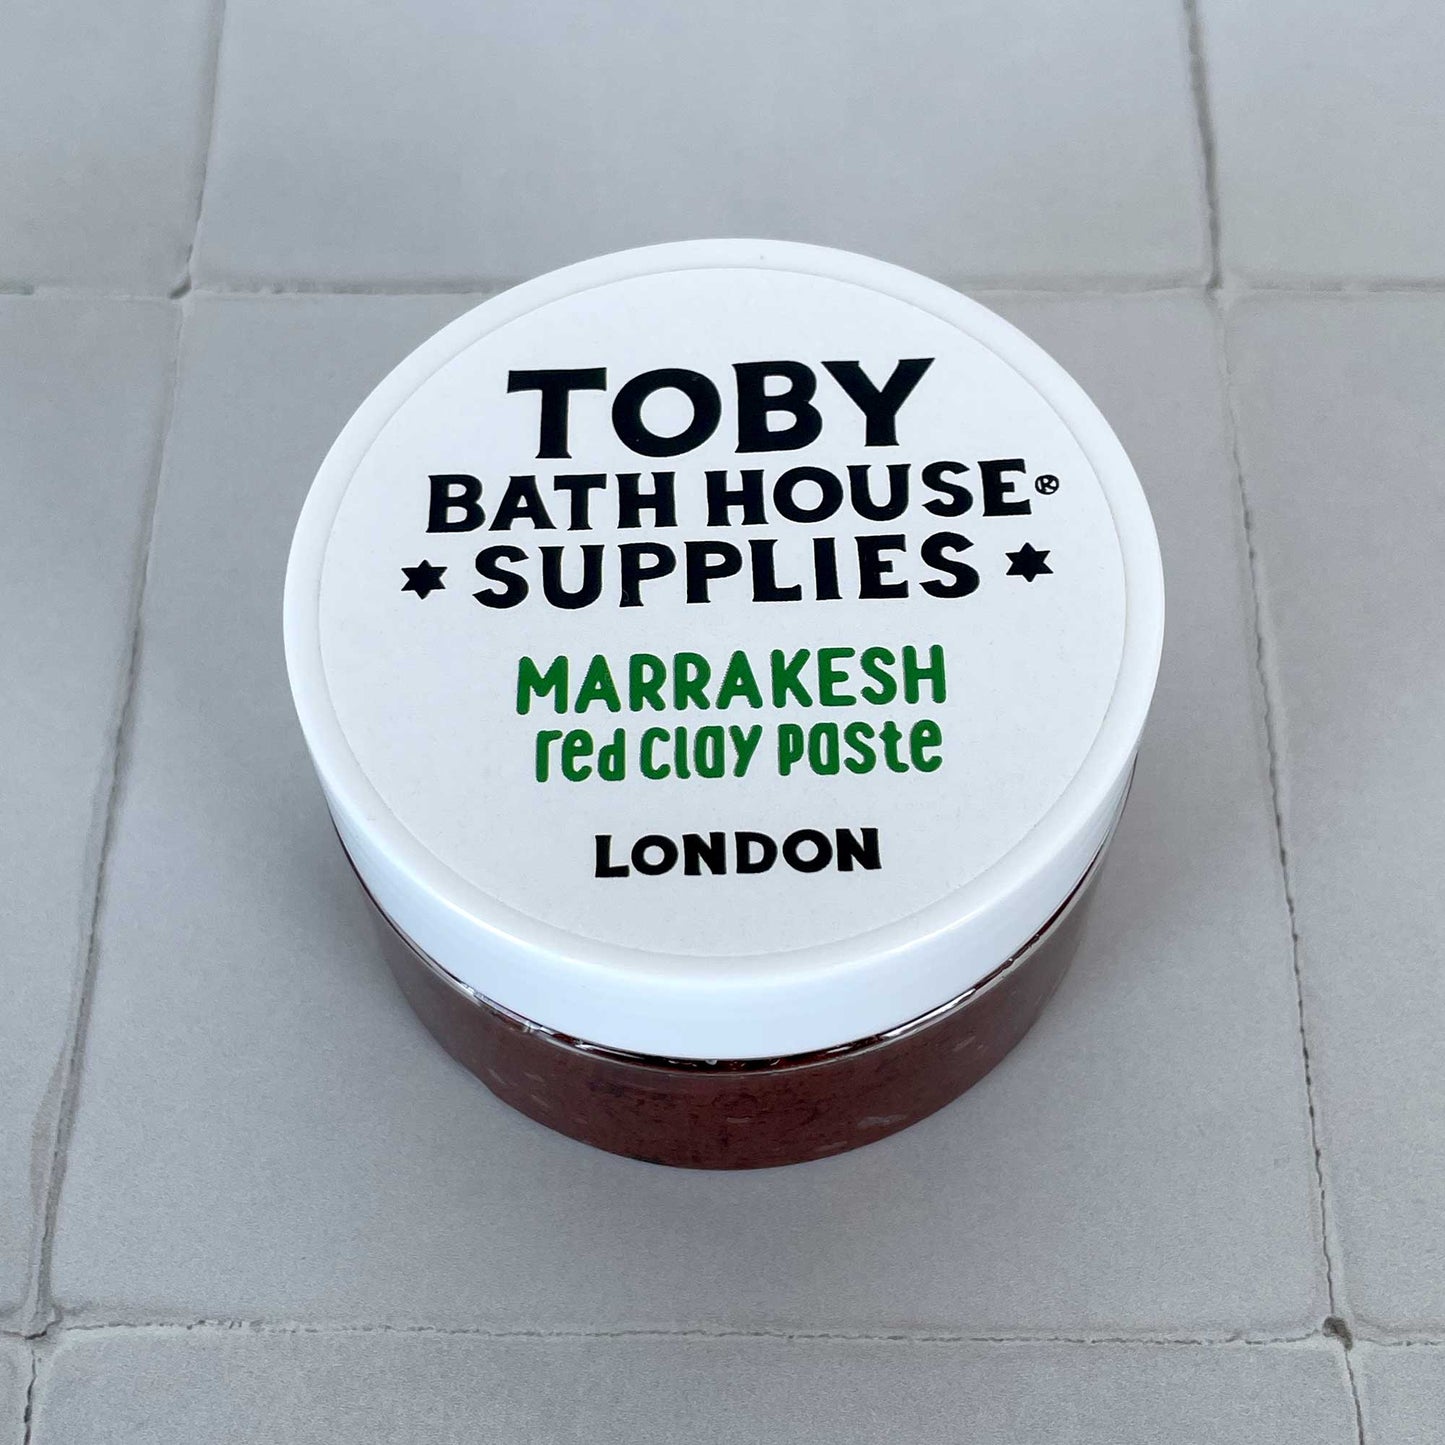 TOBY
BATH HOUSE®
★ SUPPLIES ★
MARRAKESH
red clay paste
LONDON